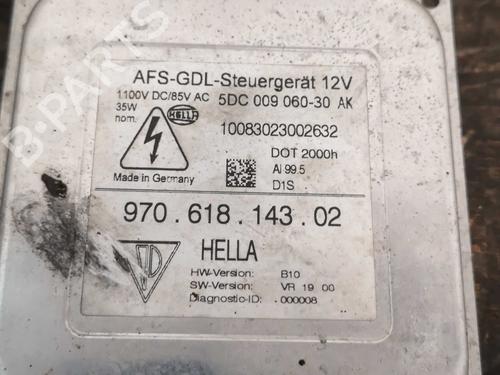 B-PARTS
AFS-GDL-Steuergerät 12V
1100V DC/85V AC 5DC 009 060-30 AK
35W
nom.
HELLA
10083023002632
DOT 2000h
Al 99.5
D1S
Made in Germany
970.618.143.02
HELLA
HW-Version: B10
SW-Version: VR 19 00
Diagnostic-ID: 000008